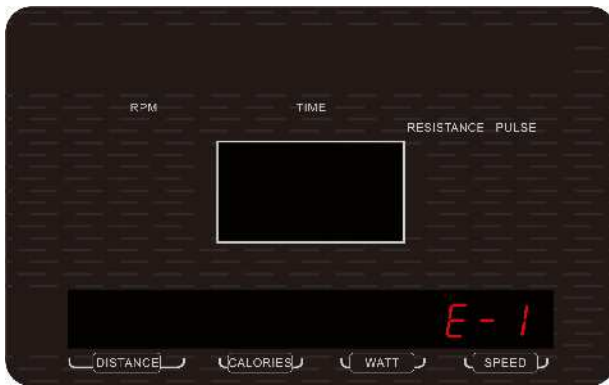 RPM TIME
RESISTANCE PULSE
E-1
DISTANCE CALORIES WATT SPEED